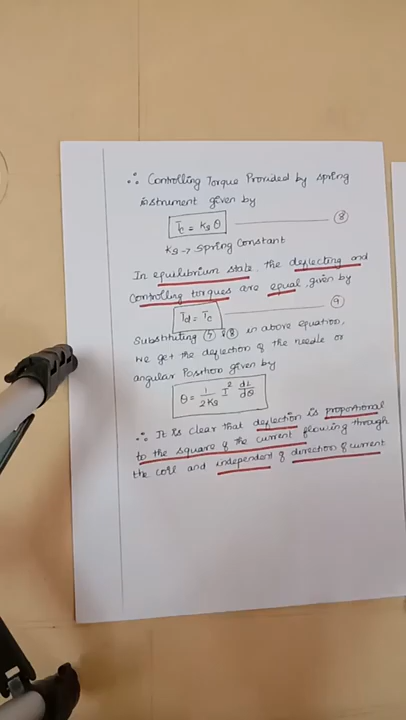 ∴ Controlling Torque Provided by spring
instrument given by
Tc = Ks θ ⑧
Ks → Spring Constant
In equilibrium state, the deflecting and
Controlling torques are equal, given by
Td = Tc ⑨
Substituting ⑦ & ⑧ in above equation,
We get the deflection of the needle or
angular Position given by
θ = 1/2Ks I² dL/dθ
∴ It is clear that deflection is proportional
to the square of the current flowing through
the coil and independent of direction of current